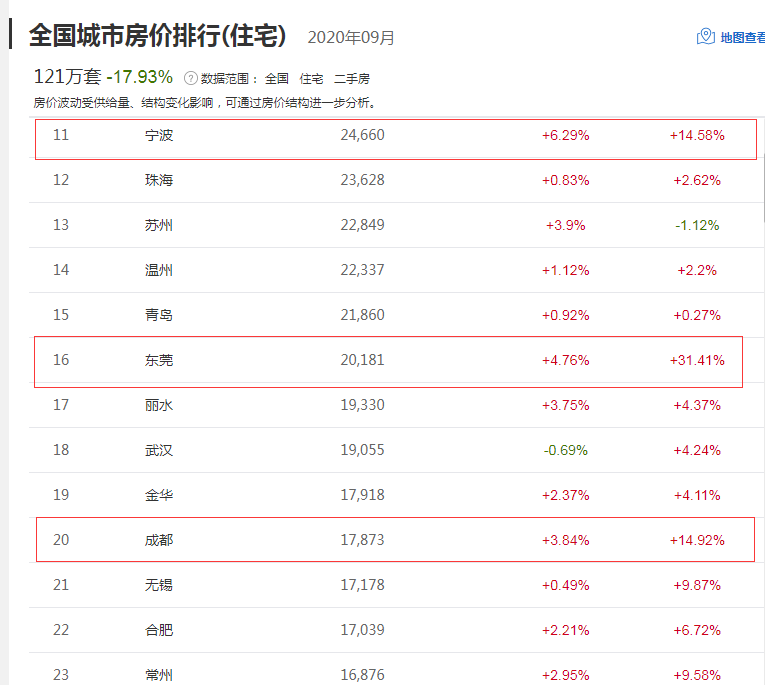 全国城市房价排行(住宅) 2020年09月 地图查看
121万套 -17.93% ? 数据范围： 全国 住宅 二手房
房价波动受供给量、结构变化影响，可通过房价结构进一步分析。
11 宁波 24,660 +6.29% +14.58%
12 珠海 23,628 +0.83% +2.62%
13 苏州 22,849 +3.9% -1.12%
14 温州 22,337 +1.12% +2.2%
15 青岛 21,860 +0.92% +0.27%
16 东莞 20,181 +4.76% +31.41%
17 丽水 19,330 +3.75% +4.37%
18 武汉 19,055 -0.69% +4.24%
19 金华 17,918 +2.37% +4.11%
20 成都 17,873 +3.84% +14.92%
21 无锡 17,178 +0.49% +9.87%
22 合肥 17,039 +2.21% +6.72%
23 常州 16,876 +2.95% +9.58%